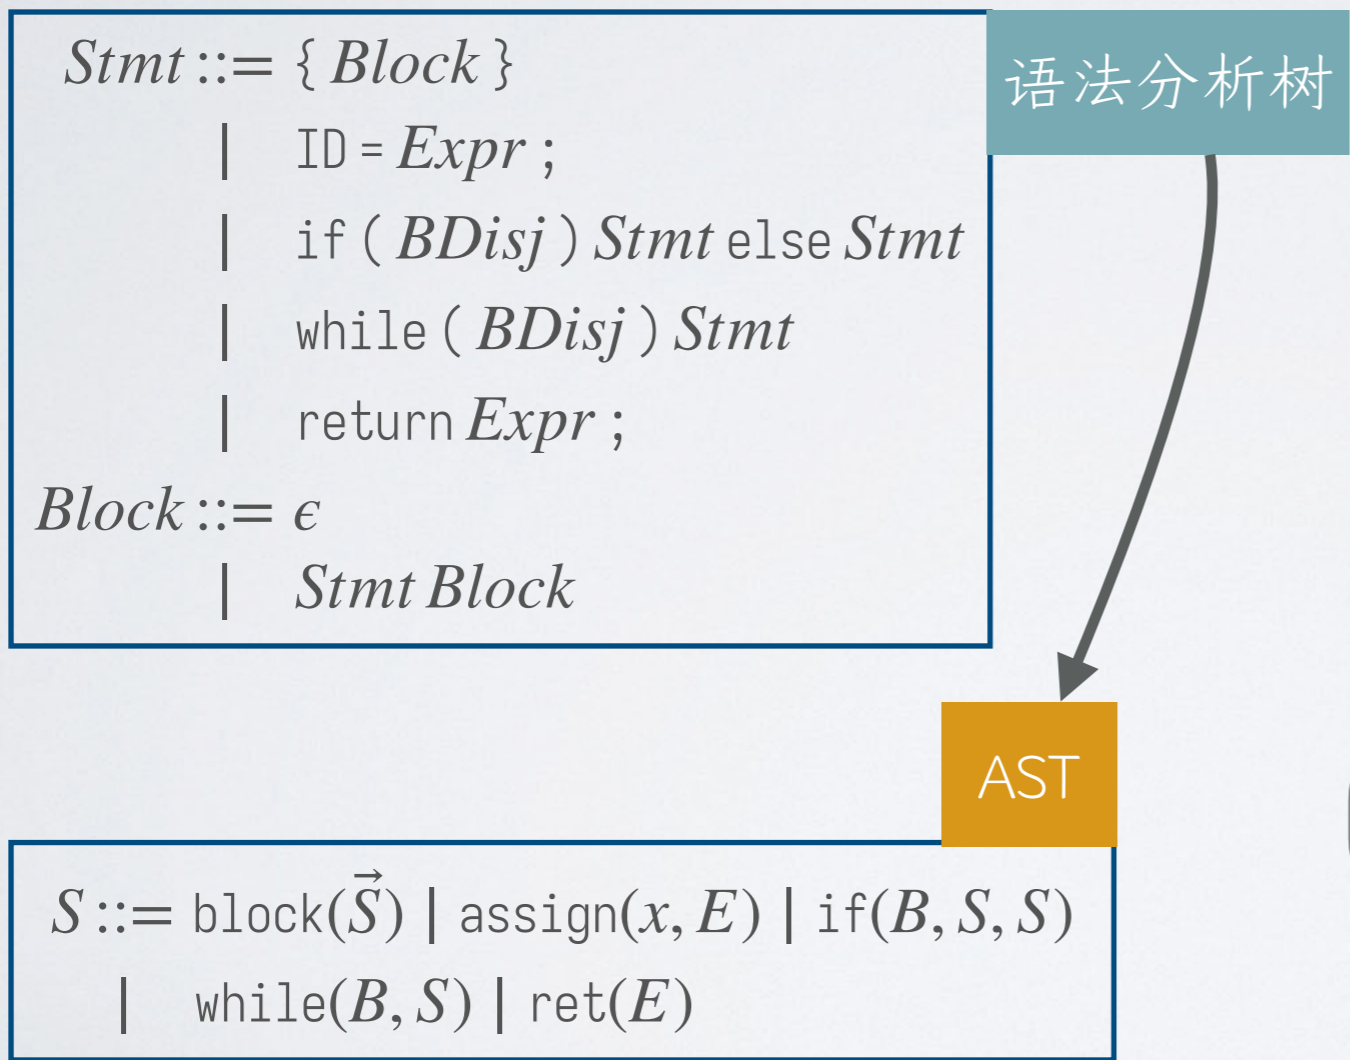 Stmt ::= { Block }
| ID = Expr ;
| if ( BDisj ) Stmt else Stmt
| while ( BDisj ) Stmt
| return Expr ;
Block ::= ϵ
| Stmt Block
语法分析树
AST
S ::= block(S⃗) | assign(x, E) | if(B, S, S)
| while(B, S) | ret(E)